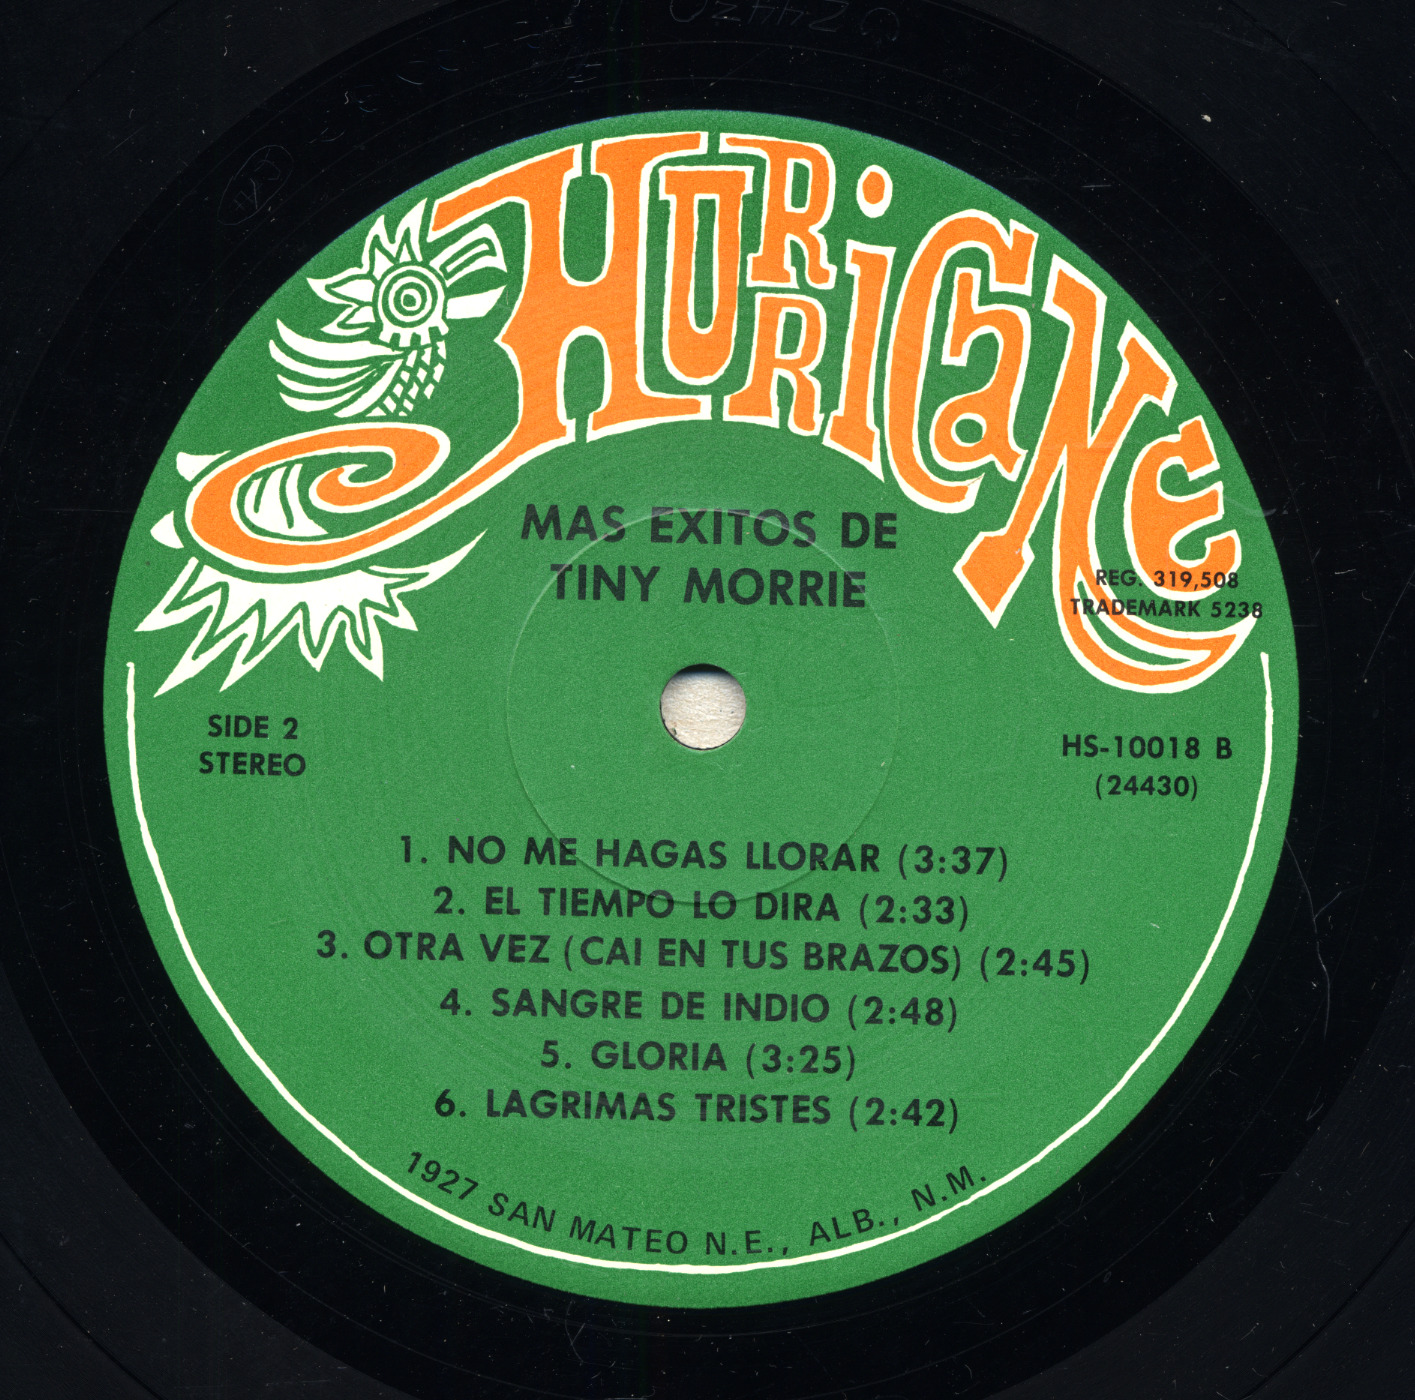 HURRICANE
MAS EXITOS DE
TINY MORRIE
REG. 319,508
TRADEMARK 5238
SIDE 2
STEREO
HS-10018 B
(24430)
1. NO ME HAGAS LLORAR (3:37)
2. EL TIEMPO LO DIRA (2:33)
3. OTRA VEZ (CAI EN TUS BRAZOS) (2:45)
4. SANGRE DE INDIO (2:48)
5. GLORIA (3:25)
6. LAGRIMAS TRISTES (2:42)
1927 SAN MATEO N.E., ALB., N.M.